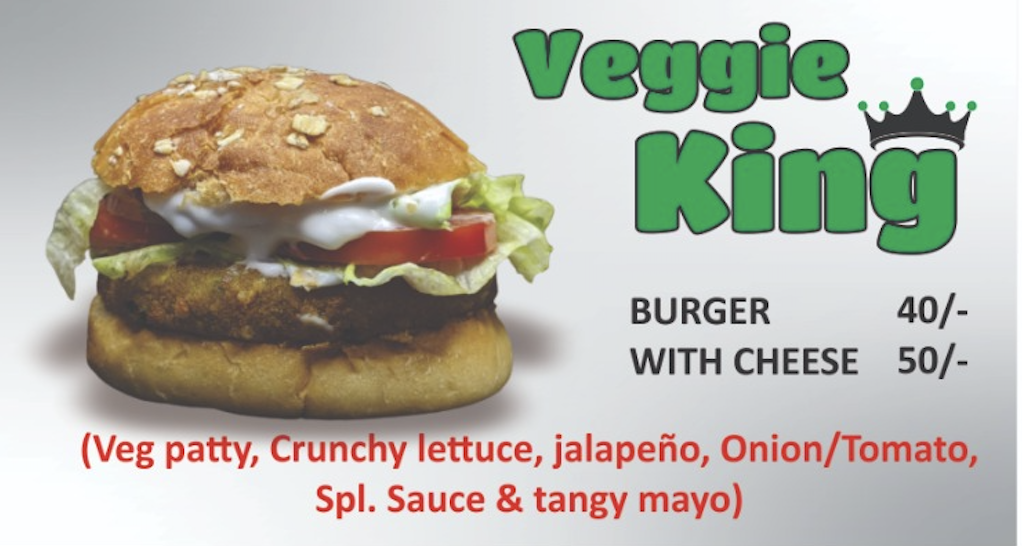 Veggie
King
BURGER 40/-
WITH CHEESE 50/-
(Veg patty, Crunchy lettuce, jalapeño, Onion/Tomato,
Spl. Sauce & tangy mayo)